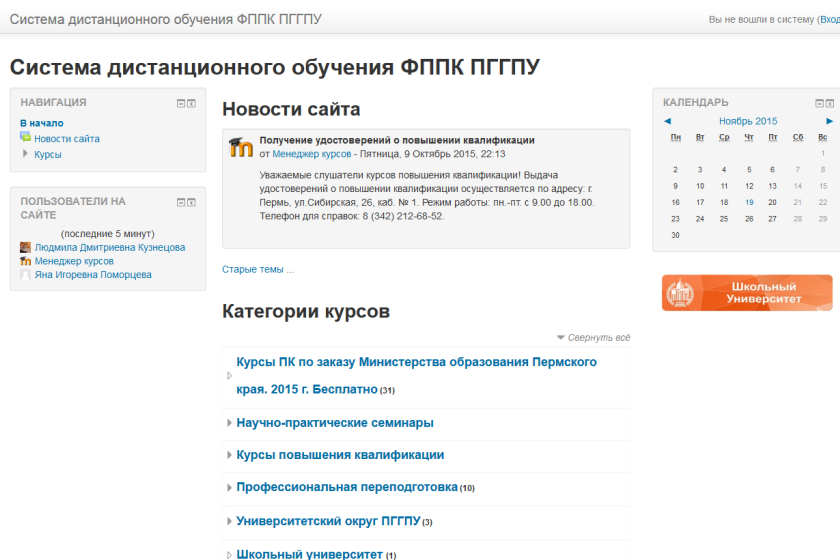 Система дистанционного обучения ФППК ПГГПУ
Вы не вошли в систему (Вход
Система дистанционного обучения ФППК ПГГПУ
НАВИГАЦИЯ
В начало
Новости сайта
Курсы
ПОЛЬЗОВАТЕЛИ НА
САЙТЕ
(последние 5 минут)
Людмила Дмитриевна Кузнецова
Менеджер курсов
Яна Игоревна Поморцева
Новости сайта
Получение удостоверений о повышении квалификации
от Менеджер курсов - Пятница, 9 Октябрь 2015, 22:13
Уважаемые слушатели курсов повышения квалификации! Выдача
удостоверений о повышении квалификации осуществляется по адресу: г.
Пермь, ул.Сибирская, 26, каб. № 1. Режим работы: пн.-пт. с 9.00 до 18.00.
Телефон для справок: 8 (342) 212-68-52.
Старые темы ...
Категории курсов
Свернуть всё
Курсы ПК по заказу Министерства образования Пермского
края. 2015 г. Бесплатно (31)
Научно-практические семинары
Курсы повышения квалификации
Профессиональная переподготовка (10)
Университетский округ ПГГПУ (3)
Школьный университет (1)
КАЛЕНДАРЬ
Ноябрь 2015
Пн Вт Ср Чт Пт Сб Вс
1
2 3 4 5 6 7 8
9 10 11 12 13 14 15
16 17 18 19 20 21 22
23 24 25 26 27 28 29
30
Школьный
Университет